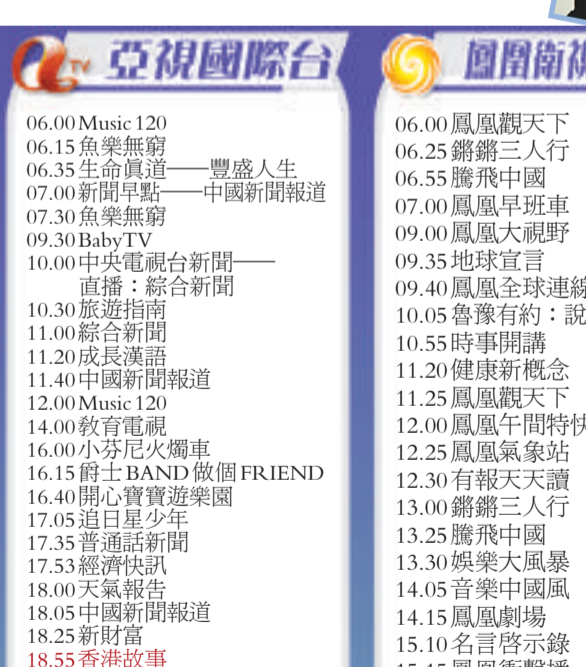 亞視國際台
06.00 Music 120
06.15 魚樂無窮
06.35 生命眞道——豐盛人生
07.00 新聞早點——中國新聞報道
07.30 魚樂無窮
09.30 BabyTV
10.00 中央電視台新聞——
直播：綜合新聞
10.30 旅遊指南
11.00 綜合新聞
11.20 成長漢語
11.40 中國新聞報道
12.00 Music 120
14.00 敎育電視
16.00 小芬尼火燭車
16.15 爵士 BAND 做個 FRIEND
16.40 開心寶寶遊樂園
17.05 追日星少年
17.35 普通話新聞
17.53 經濟快訊
18.00 天氣報告
18.05 中國新聞報道
18.25 新財富
18.55 香港故事
鳳凰衛視
06.00 鳳凰觀天下
06.25 鏘鏘三人行
06.55 騰飛中國
07.00 鳳凰早班車
09.00 鳳凰大視野
09.35 地球宣言
09.40 鳳凰全球連線
10.05 魯豫有約：說
10.55 時事開講
11.20 健康新概念
11.25 鳳凰觀天下
12.00 鳳凰午間特快
12.25 鳳凰氣象站
12.30 有報天天讀
13.00 鏘鏘三人行
13.25 騰飛中國
13.30 娛樂大風暴
14.05 音樂中國風
14.15 鳳凰劇場
15.10 名言啓示錄